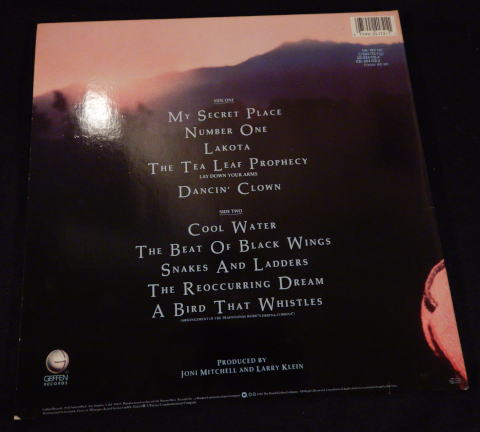 SIDE ONE
MY SECRET PLACE
NUMBER ONE
LAKOTA
THE TEA LEAF PROPHECY
LAY DOWN YOUR ARMS
DANCIN' CLOWN
SIDE TWO
COOL WATER
THE BEAT OF BLACK WINGS
SNAKES AND LADDERS
THE REOCCURRING DREAM
A BIRD THAT WHISTLES
PRODUCED BY
JONI MITCHELL AND LARRY KLEIN
GEFFEN
RECORDS